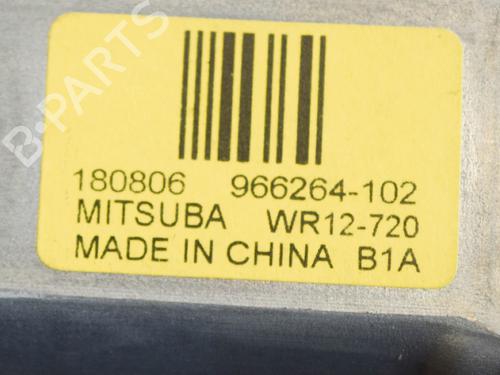 B-PARTS
180806 966264-102
MITSUBA WR12-720
MADE IN CHINA B1A